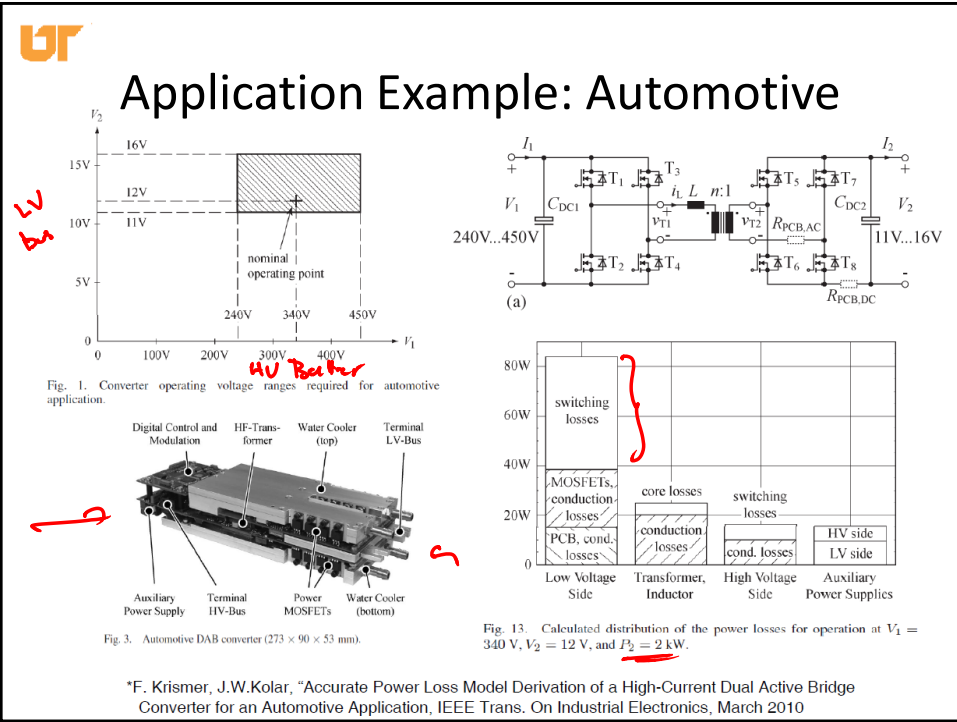 UT
Application Example: Automotive
V2
16V
15V
12V
10V
11V
5V
0
nominal
operating point
240V 340V 450V
0 100V 200V 300V 400V V1
LV
bus
HV
Fig. 1. Converter operating voltage ranges required for automotive
application.
I1
+
V1
240V...450V
-
CDC1
T1
T3
T2
T4
iL L n:1
+
vT1
-
+
vT2
-
T5
T7
T6
T8
RPCB,AC
RPCB,DC
CDC2
I2
+
V2
11V...16V
-
(a)
Digital Control and
Modulation
HF-Trans-
former
Water Cooler
(top)
Terminal
LV-Bus
Auxiliary
Power Supply
Terminal
HV-Bus
Power
MOSFETs
Water Cooler
(bottom)
Fig. 3. Automotive DAB converter (273 × 90 × 53 mm).
80W
60W
40W
20W
0
switching
losses
MOSFETs,
conduction
losses
PCB, cond.
losses
core losses
conduction
losses
switching
losses
cond. losses
HV side
LV side
Low Voltage
Side
Transformer,
Inductor
High Voltage
Side
Auxiliary
Power Supplies
Fig. 13. Calculated distribution of the power losses for operation at V1 =
340 V, V2 = 12 V, and P2 = 2 kW.
*F. Krismer, J.W.Kolar, “Accurate Power Loss Model Derivation of a High-Current Dual Active Bridge
Converter for an Automotive Application, IEEE Trans. On Industrial Electronics, March 2010